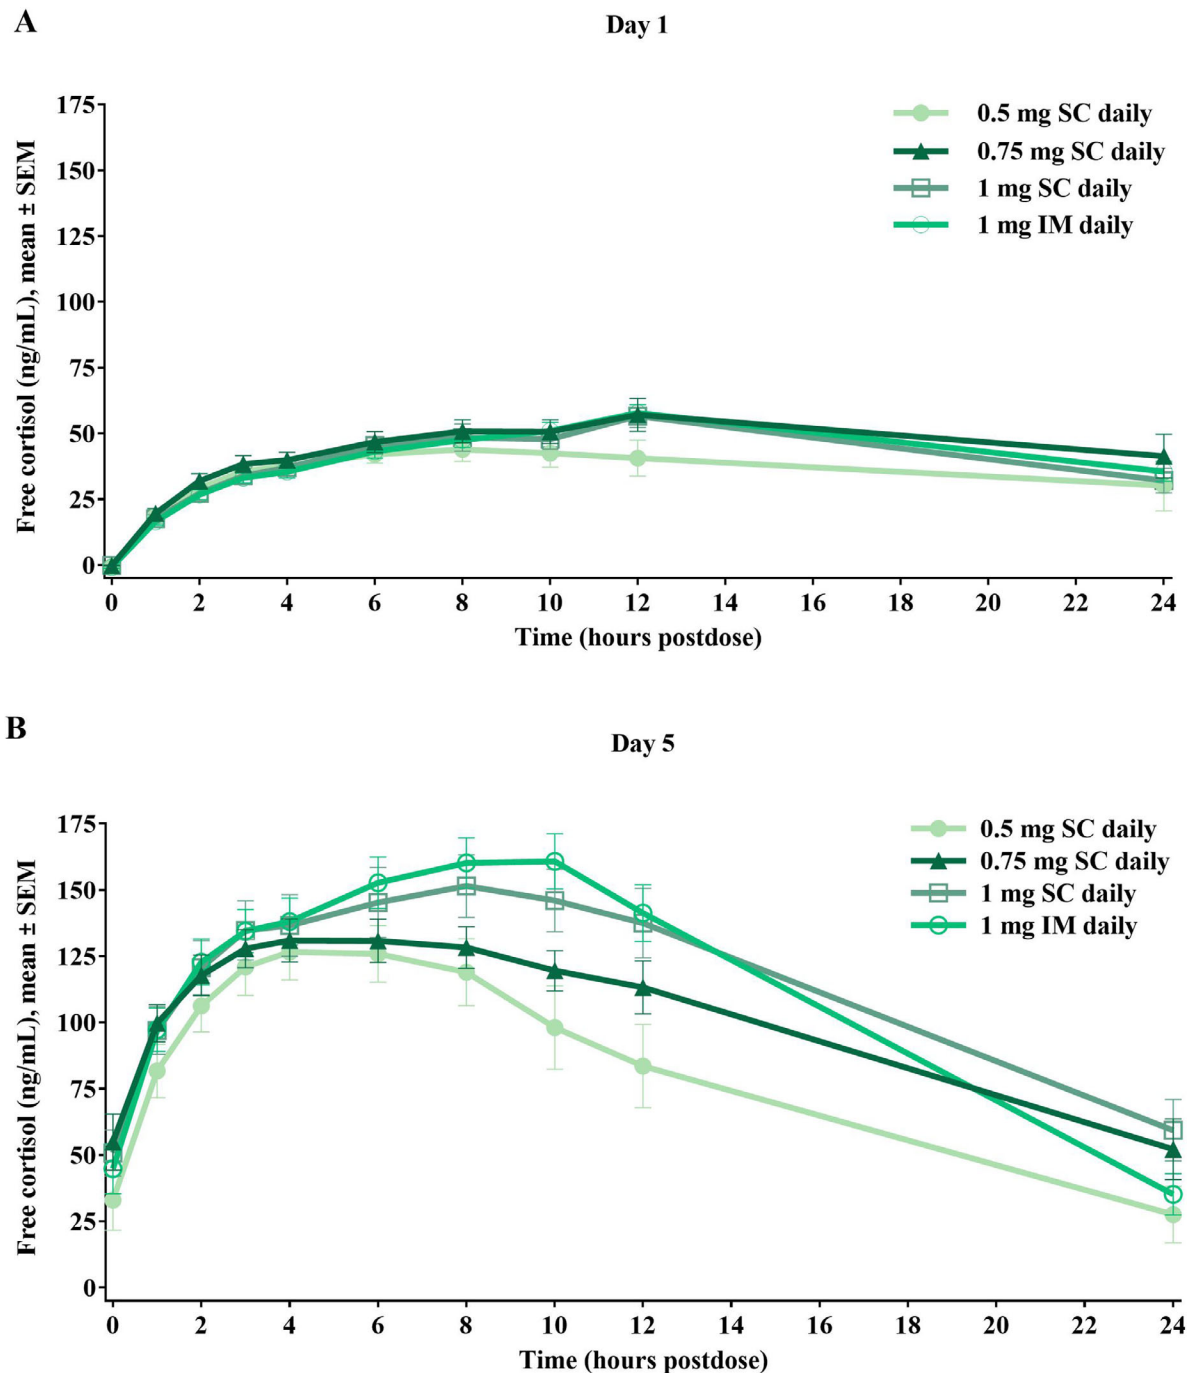 A
Day 1
Free cortisol (ng/mL), mean ± SEM
175
150
125
100
75
50
25
0
0.5 mg SC daily
0.75 mg SC daily
1 mg SC daily
1 mg IM daily
0 2 4 6 8 10 12 14 16 18 20 22 24
Time (hours postdose)
B
Day 5
Free cortisol (ng/mL), mean ± SEM
175
150
125
100
75
50
25
0
0.5 mg SC daily
0.75 mg SC daily
1 mg SC daily
1 mg IM daily
0 2 4 6 8 10 12 14 16 18 20 22 24
Time (hours postdose)